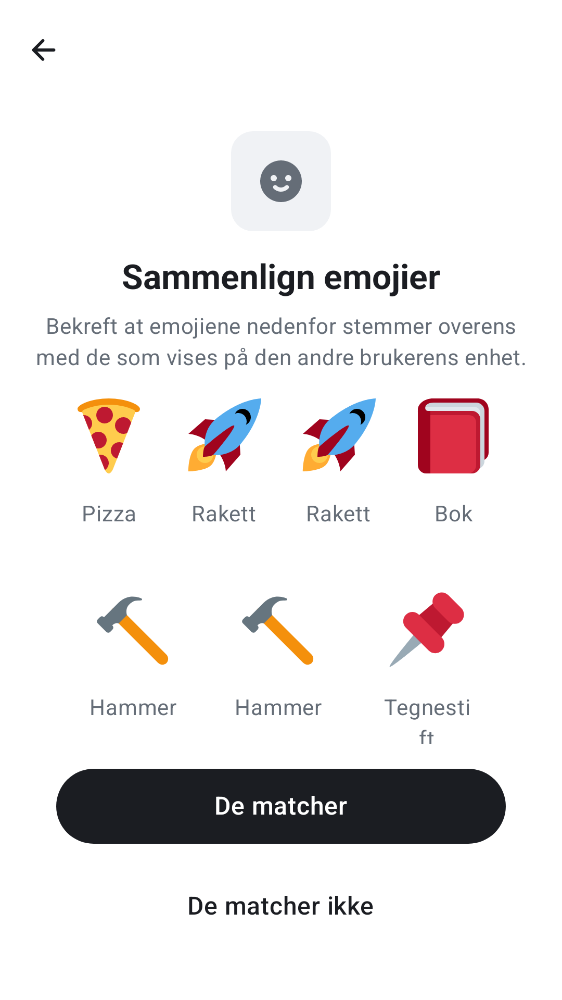 Sammenlign emojier
Bekreft at emojiene nedenfor stemmer overens
med de som vises på den andre brukerens enhet.
Pizza Rakett Rakett Bok
Hammer Hammer Tegnesti
ft
De matcher
De matcher ikke